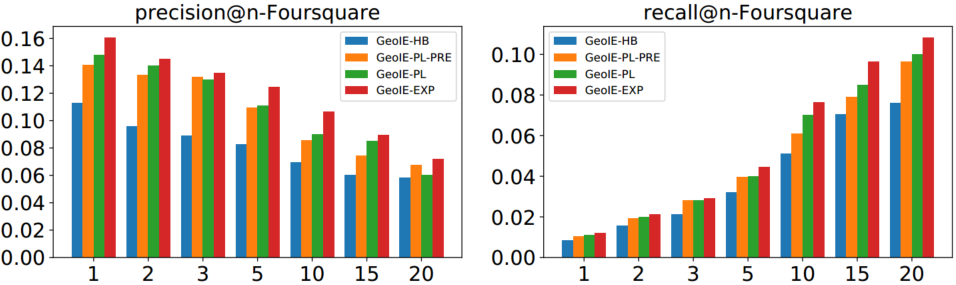 precision@n-Foursquare
0.16
0.14
0.12
0.10
0.08
0.06
0.04
0.02
0.00
GeoIE-HB
GeoIE-PL-PRE
GeoIE-PL
GeoIE-EXP
1 2 3 5 10 15 20
recall@n-Foursquare
0.10
0.08
0.06
0.04
0.02
0.00
GeoIE-HB
GeoIE-PL-PRE
GeoIE-PL
GeoIE-EXP
1 2 3 5 10 15 20